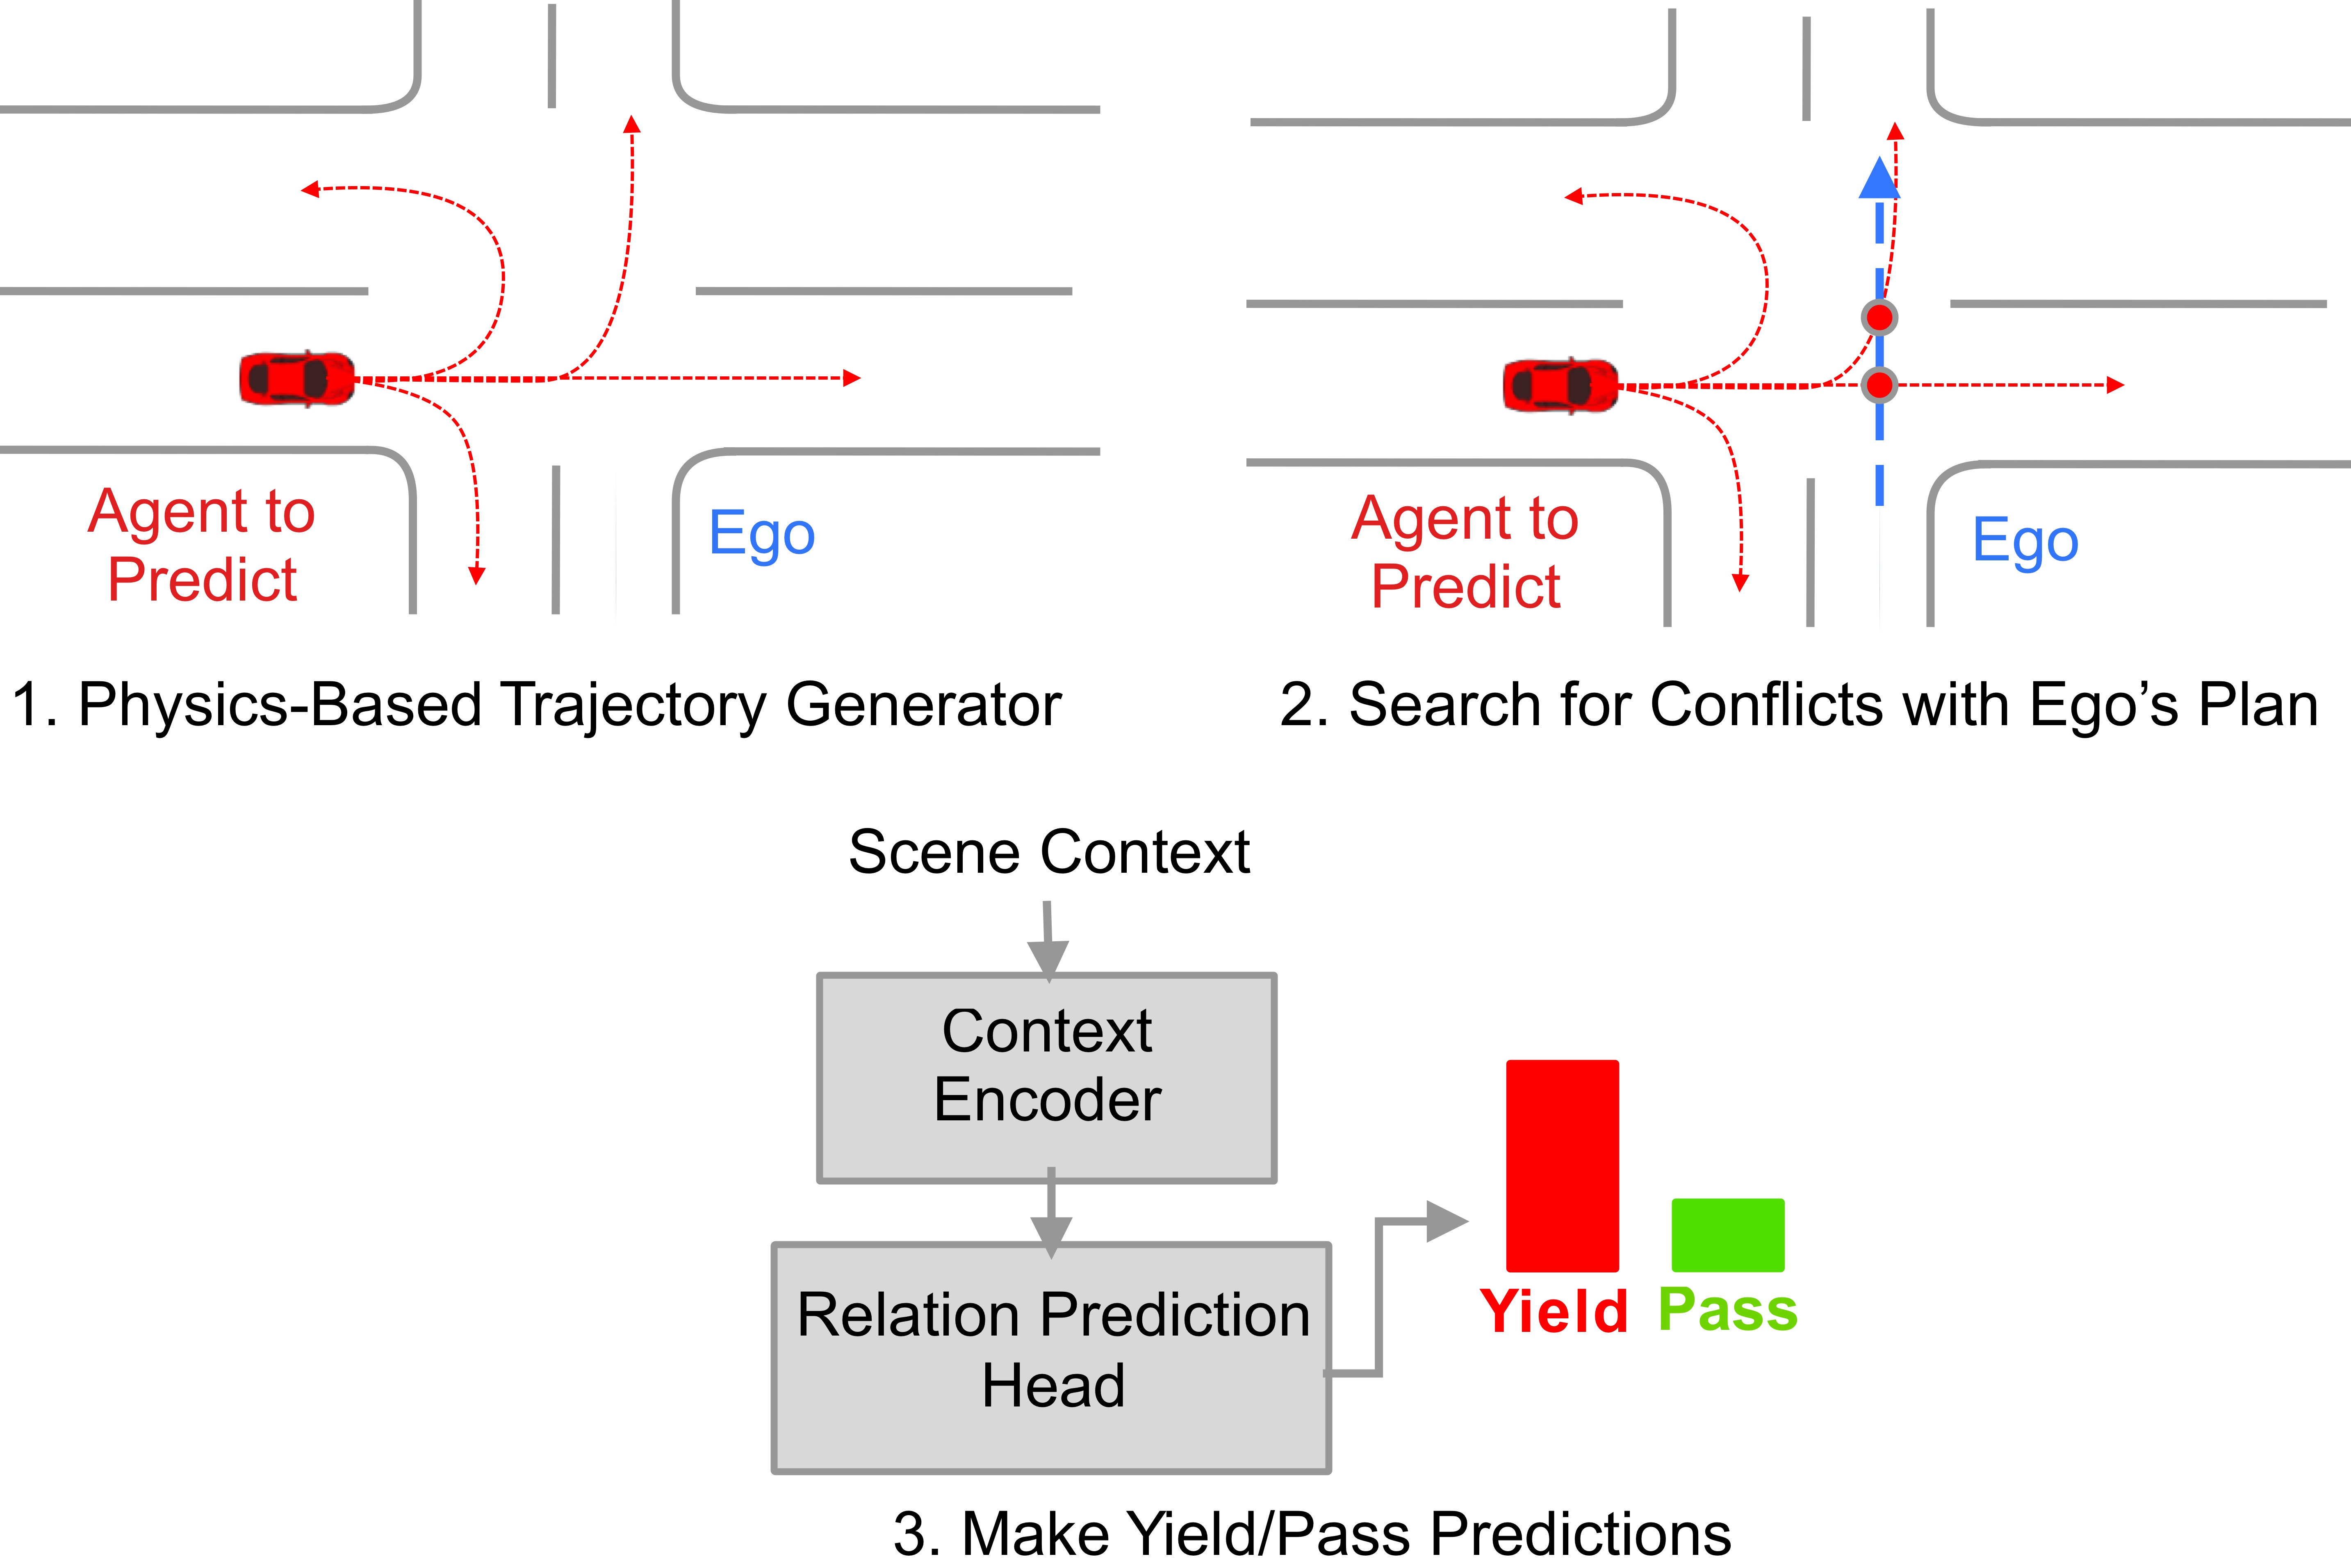 Agent to
Predict
Ego
1. Physics-Based Trajectory Generator
Agent to
Predict
Ego
2. Search for Conflicts with Ego’s Plan
Scene Context
Context
Encoder
Relation Prediction
Head
Yield
Pass
3. Make Yield/Pass Predictions